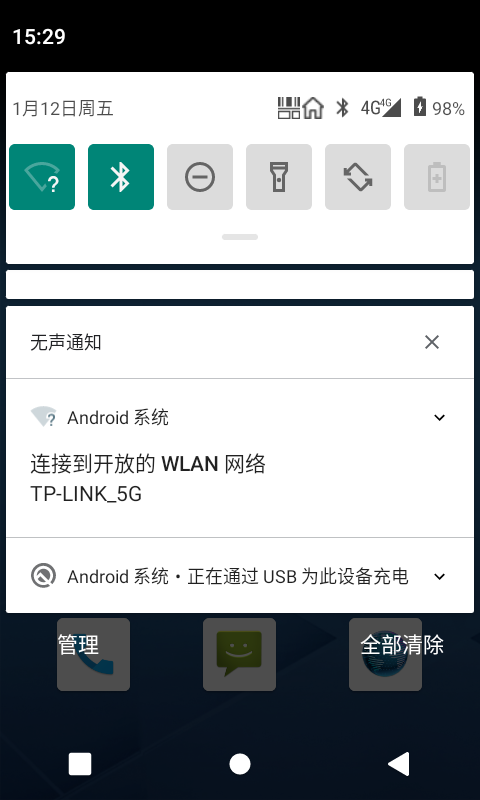 15:29
1月12日周五
4G 4G 98%
?
无声通知
Android 系统
连接到开放的 WLAN 网络
TP-LINK_5G
Android 系统 • 正在通过 USB 为此设备充电
管理 全部清除